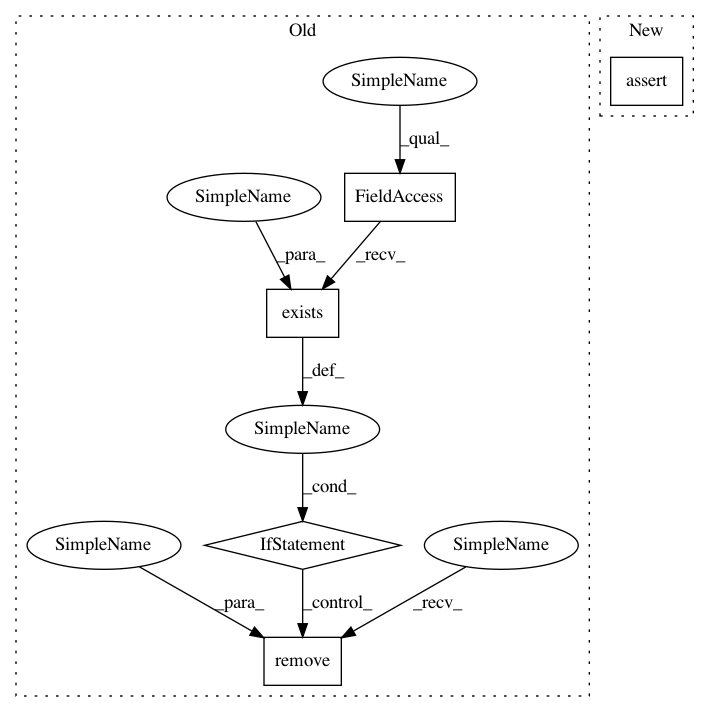 Old
New
SimpleName
assert
_qual_
SimpleName
FieldAccess
_para_
_recv_
exists
_def_
SimpleName
_cond_
SimpleName
IfStatement
SimpleName
_para_
_control_
_recv_
remove